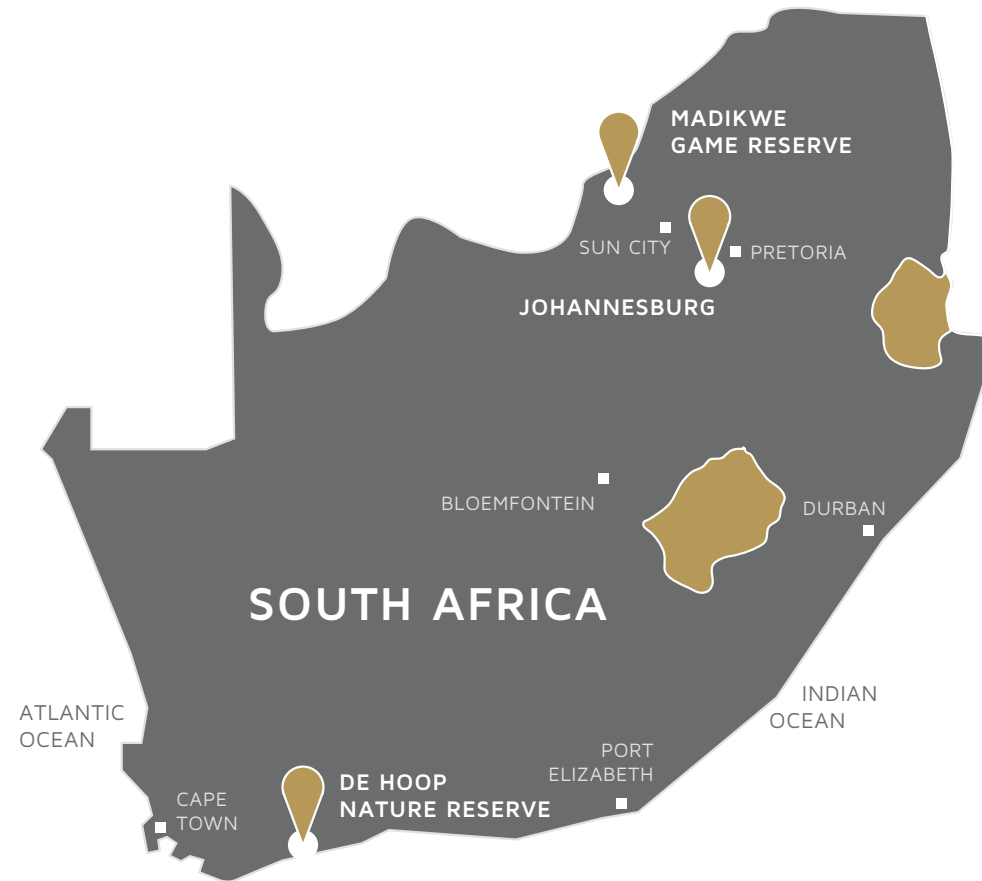 MADIKWE
GAME RESERVE
SUN CITY
PRETORIA
JOHANNESBURG
BLOEMFONTEIN
DURBAN
SOUTH AFRICA
ATLANTIC
OCEAN
INDIAN
OCEAN
PORT
ELIZABETH
DE HOOP
NATURE RESERVE
CAPE
TOWN